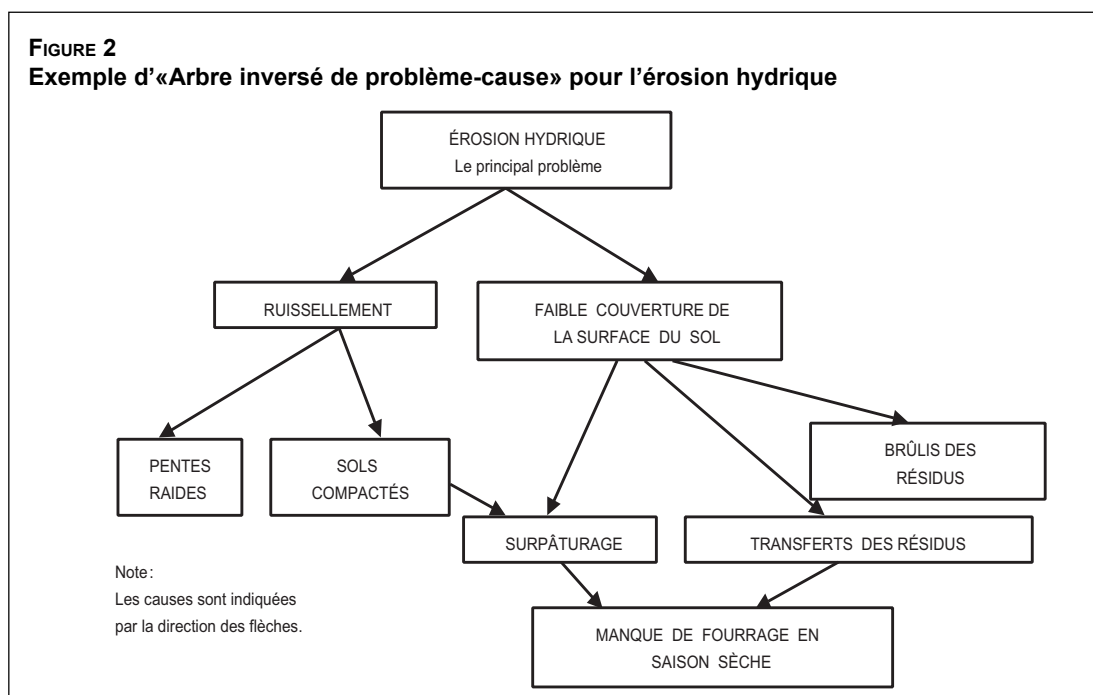 FIGURE 2
Exemple d'«Arbre inversé de problème-cause» pour l'érosion hydrique
ÉROSION HYDRIQUE
Le principal problème
RUISSELLEMENT
FAIBLE COUVERTURE DE
LA SURFACE DU SOL
PENTES
RAIDES
SOLS
COMPACTÉS
BRÛLIS DES
RÉSIDUS
SURPÂTURAGE
TRANSFERTS DES RÉSIDUS
Note:
Les causes sont indiquées
par la direction des flèches.
MANQUE DE FOURRAGE EN
SAISON SÈCHE